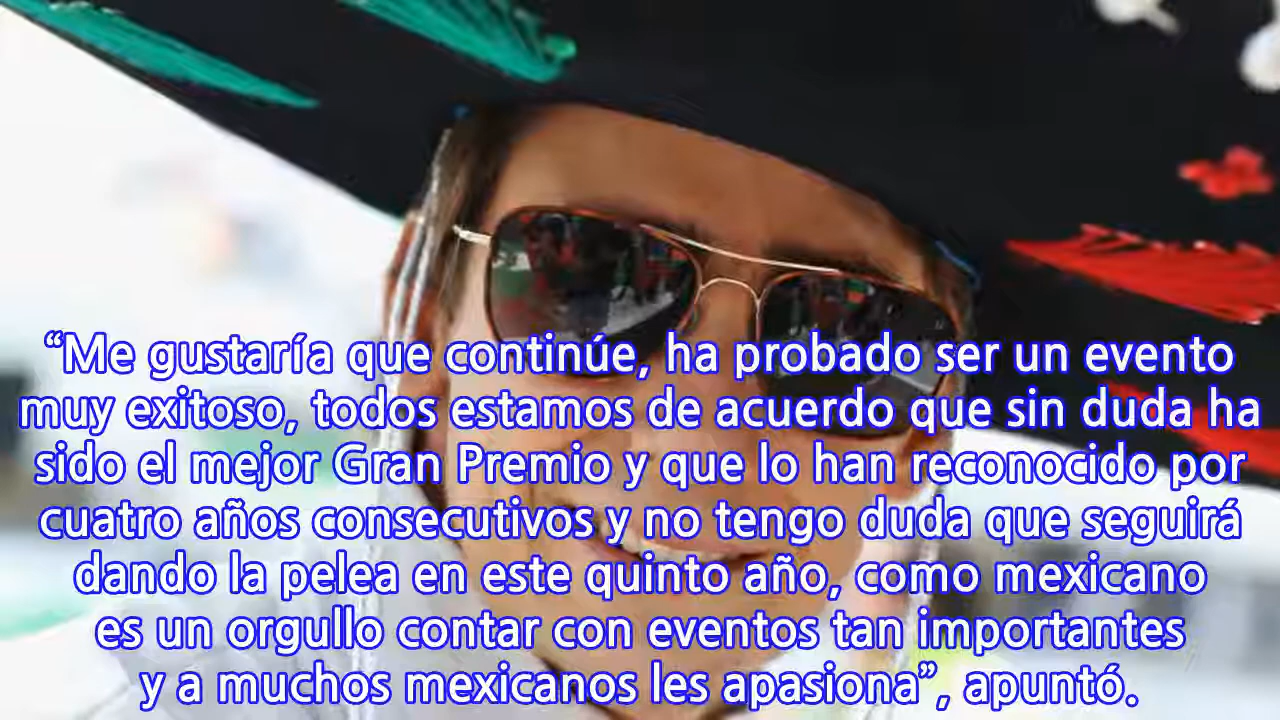 “Me gustaría que continúe, ha probado ser un evento
muy exitoso, todos estamos de acuerdo que sin duda ha
sido el mejor Gran Premio y que lo han reconocido por
cuatro años consecutivos y no tengo duda que seguirá
dando la pelea en este quinto año, como mexicano
es un orgullo contar con eventos tan importantes
y a muchos mexicanos les apasiona”, apuntó.